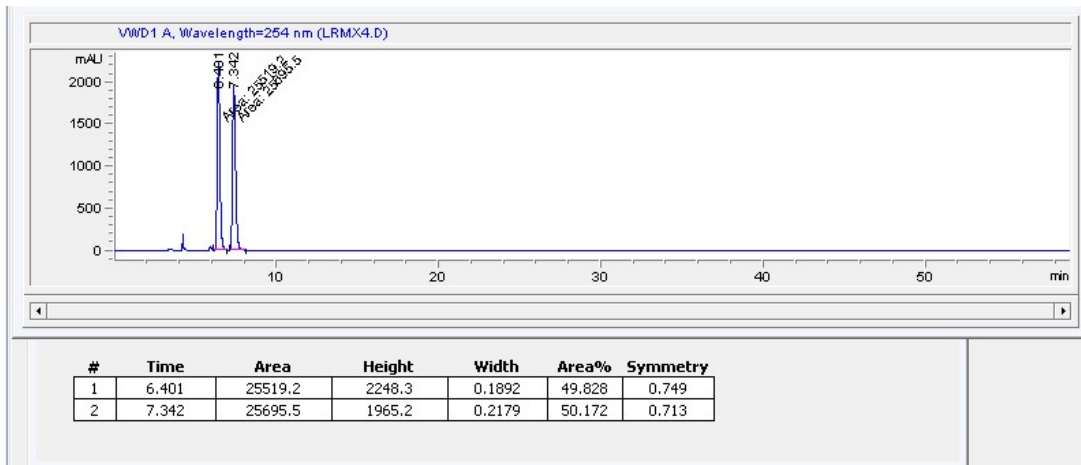 VWD1 A, Wavelength=254 nm (LRMX4.D)
mAU
6.401
7.342
Area: 25519.2
Area: 25695.5
2000
1500
1000
500
0
10 20 30 40 50 min
# Time Area Height Width Area% Symmetry
1 6.401 25519.2 2248.3 0.1892 49.828 0.749
2 7.342 25695.5 1965.2 0.2179 50.172 0.713